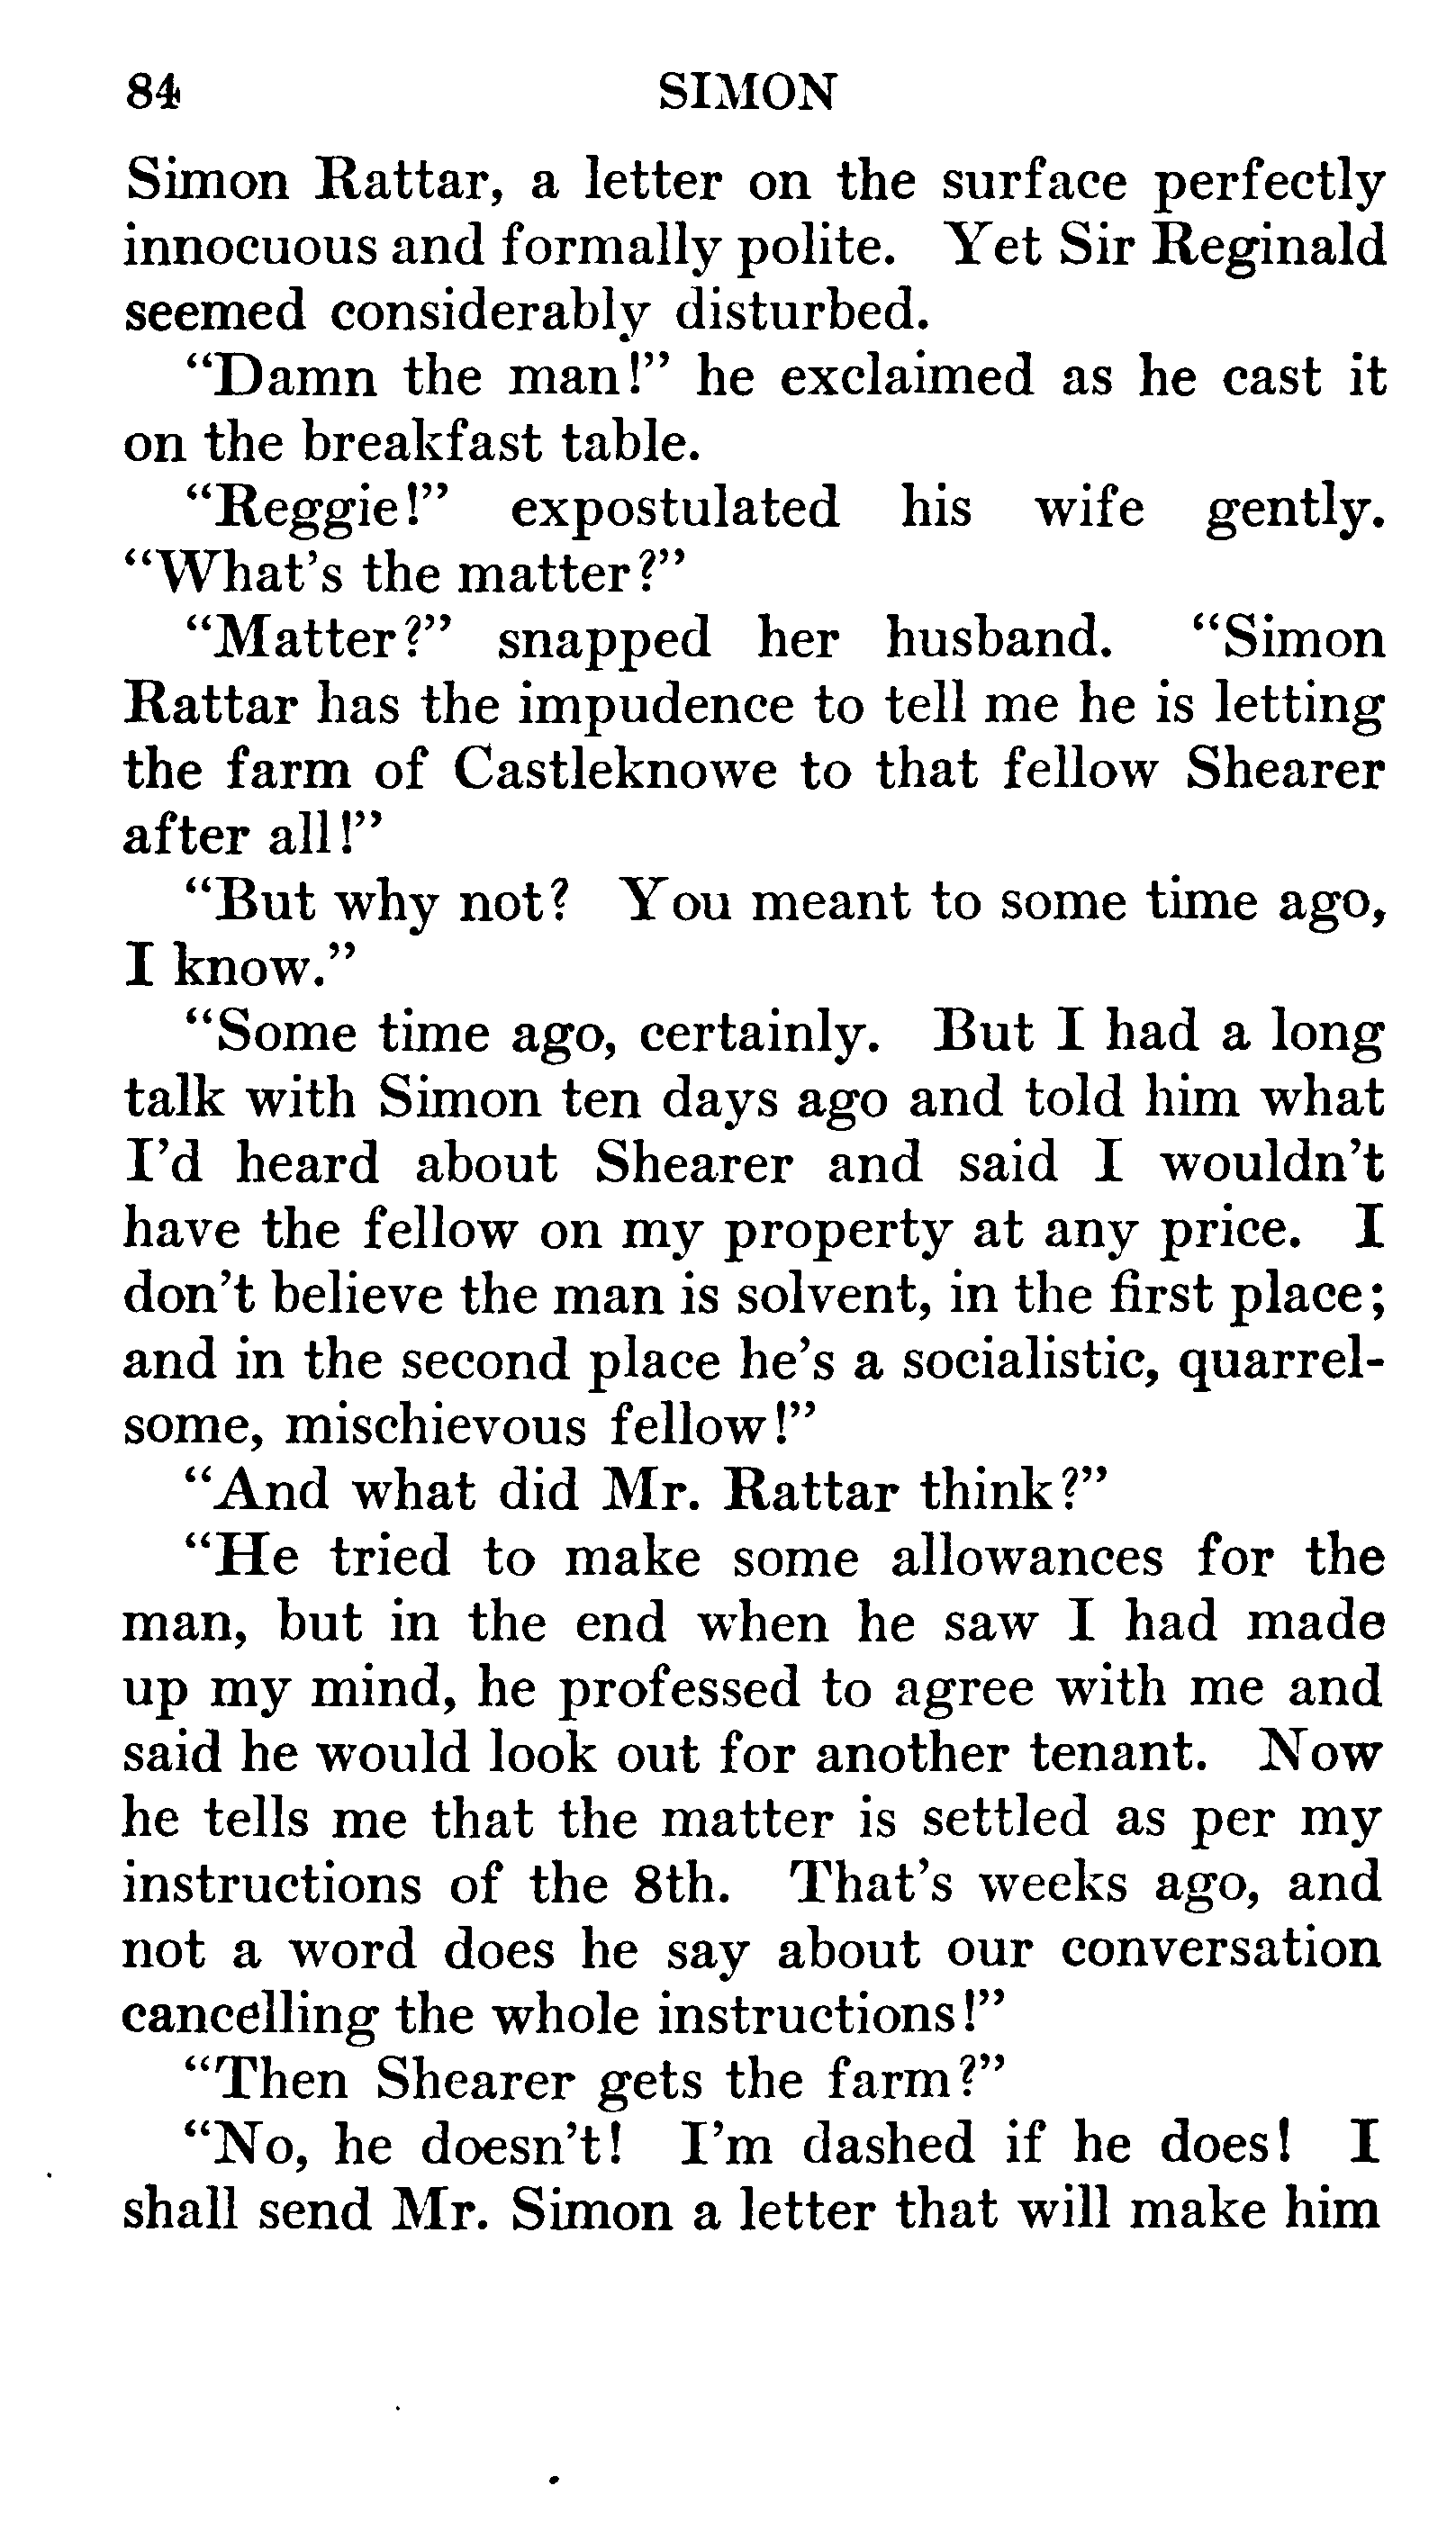 84 SIMON
Simon Rattar, a letter on the surface perfectly
innocuous and formally polite. Yet Sir Reginald
seemed considerably disturbed.
“Damn the man!” he exclaimed as he cast it
on the breakfast table.
“Reggie!” expostulated his wife gently.
“What’s the matter?”
“Matter?” snapped her husband. “Simon
Rattar has the impudence to tell me he is letting
the farm of Castleknowe to that fellow Shearer
after all!”
“But why not? You meant to some time ago,
I know.”
“Some time ago, certainly. But I had a long
talk with Simon ten days ago and told him what
I’d heard about Shearer and said I wouldn’t
have the fellow on my property at any price. I
don’t believe the man is solvent, in the first place;
and in the second place he’s a socialistic, quarrel-
some, mischievous fellow!”
“And what did Mr. Rattar think?”
“He tried to make some allowances for the
man, but in the end when he saw I had made
up my mind, he professed to agree with me and
said he would look out for another tenant. Now
he tells me that the matter is settled as per my
instructions of the 8th. That’s weeks ago, and
not a word does he say about our conversation
cancelling the whole instructions!”
“Then Shearer gets the farm?”
“No, he doesn’t! I’m dashed if he does! I
shall send Mr. Simon a letter that will make him